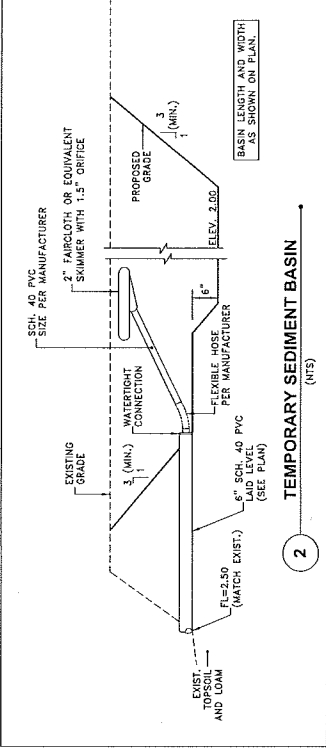 SCH. 40 PVC
SIZE PER MANUFACTURER
2" FAIRCLOTH OR EQUIVALENT
SKIMMER WITH 1.5" ORIFICE
EXISTING
GRADE
WATERTIGHT
CONNECTION
3 (MIN.)
1
PROPOSED
GRADE
3
(MIN.)
1
EXIST.
TOPSOIL
AND LOAM
FL=2.50
(MATCH EXIST.)
6" SCH. 40 PVC
LAID LEVEL
(SEE PLAN)
FLEXIBLE HOSE
PER MANUFACTURER
6"
ELEV. 2.00
BASIN LENGTH AND WIDTH
AS SHOWN ON PLAN.
2
TEMPORARY SEDIMENT BASIN
(NTS)